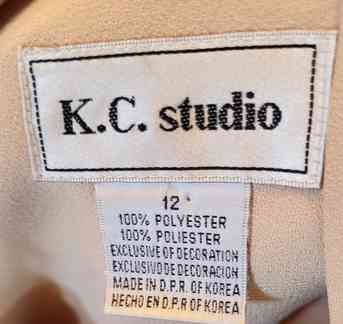 K.C. studio
12
100% POLYESTER
100% POLIESTER
EXCLUSIVE OF DECORATION
EXCLUSIVO DE DECORACION
MADE IN D.P.R. OF KOREA
HECHO EN D.P.R OF KOREA